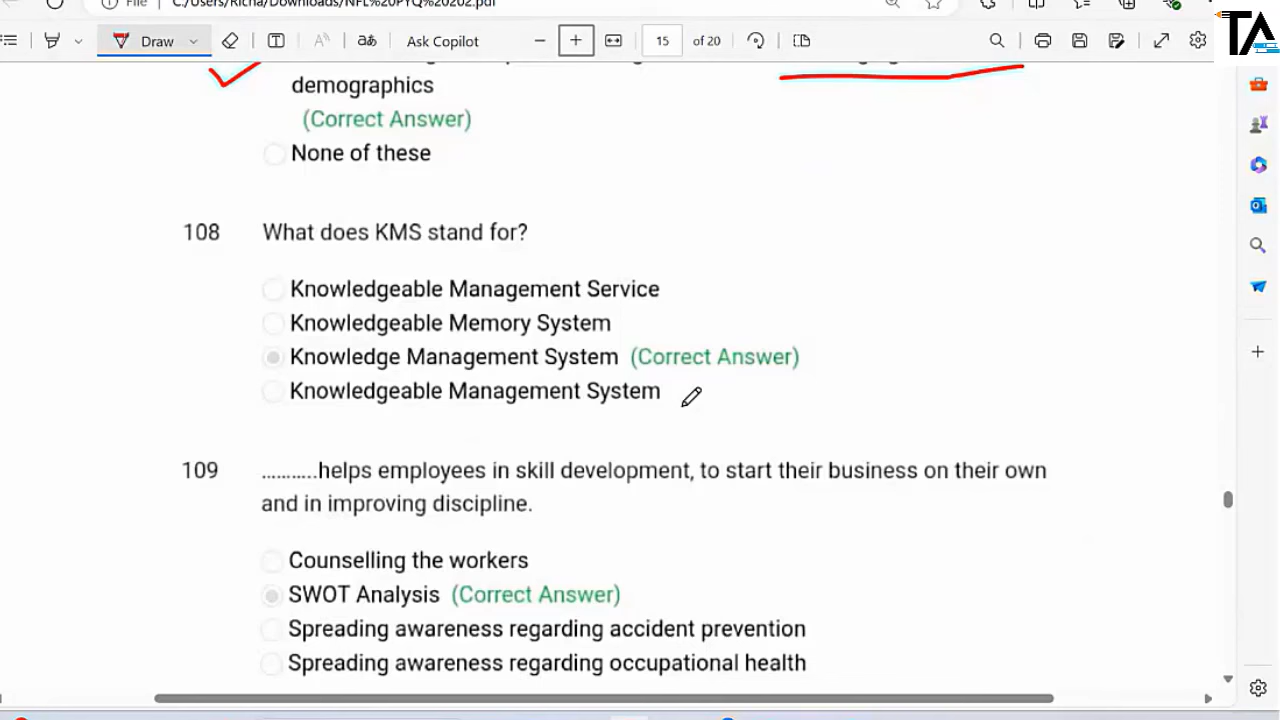 File
C:/Users/Richa/Downloads/NFL%20PYQ%20202.pdf
Draw
Ask Copilot
15 of 20
TA
demographics
(Correct Answer)
None of these
108 What does KMS stand for?
Knowledgeable Management Service
Knowledgeable Memory System
Knowledge Management System (Correct Answer)
Knowledgeable Management System
109 ...........helps employees in skill development, to start their business on their own
and in improving discipline.
Counselling the workers
SWOT Analysis (Correct Answer)
Spreading awareness regarding accident prevention
Spreading awareness regarding occupational health